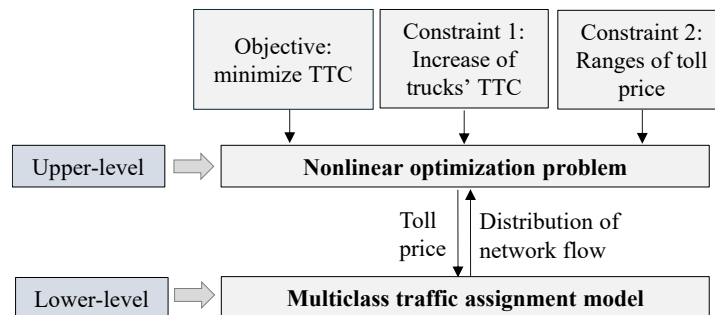 Objective:
minimize TTC
Constraint 1:
Increase of
trucks’ TTC
Constraint 2:
Ranges of toll
price
Upper-level
Nonlinear optimization problem
Toll
price
Distribution of
network flow
Lower-level
Multiclass traffic assignment model